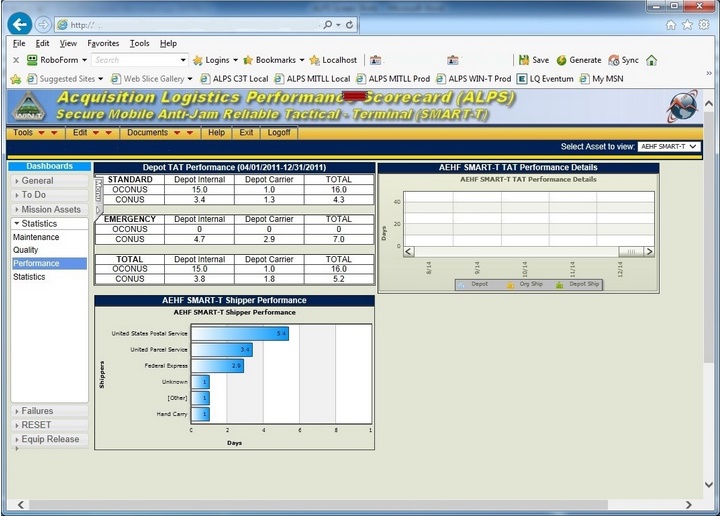 http://
File Edit View Favorites Tools Help
RoboForm Search Logins Bookmarks Localhost Save Generate Sync
Suggested Sites Web Slice Gallery ALPS C3T Local ALPS MITLL Local ALPS MITLL Prod ALPS WIN-T Prod LQ Eventum My MSN
Acquisition Logistics Performance Scorecard (ALPS)
Secure Mobile Anti-Jam Reliable Tactical - Terminal (SMART-T)
WIN-T
Tools Edit Documents Help Exit Logoff
Select Asset to view: AEHF SMART-T
Dashboards
General
To Do
Mission Assets
Statistics
Maintenance
Quality
Performance
Statistics
Failures
RESET
Equip Release
Depot TAT Performance (04/01/2011-12/31/2011)
STANDARD Depot Internal Depot Carrier TOTAL
OCONUS 15.0 1.0 16.0
CONUS 3.4 1.3 4.3
EMERGENCY Depot Internal Depot Carrier TOTAL
OCONUS 0 0 0
CONUS 4.7 2.9 7.0
TOTAL Depot Internal Depot Carrier TOTAL
OCONUS 15.0 1.0 16.0
CONUS 3.8 1.8 5.2
AEHF SMART-T TAT Performance Details
AEHF SMART-T TAT Performance Details
Days
40
20
0
8/14 9/14 10/14 11/14 12/14
Depot Org Ship Depot Ship
AEHF SMART-T Shipper Performance
AEHF SMART-T Shipper Performance
Shippers
United States Postal Service 5.4
United Parcel Service 3.4
Federal Express 2.9
Unknown 1
[Other] 1
Hand Carry 1
0 2 4 6 8 1
Days